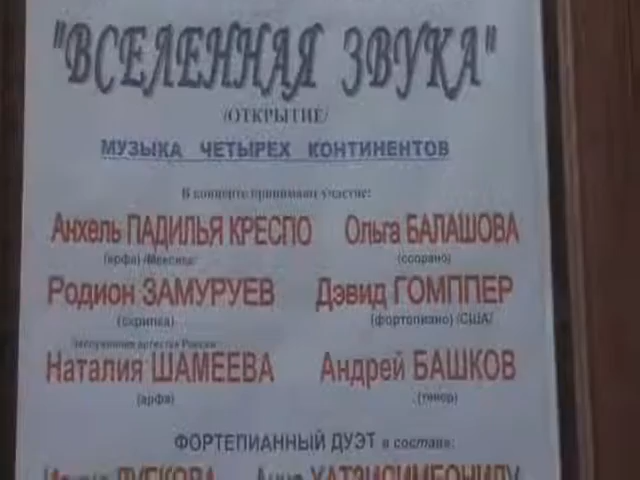 "ВСЕЛЕННАЯ ЗВУКА"
/ОТКРЫТИЕ/
МУЗЫКА ЧЕТЫРЕХ КОНТИНЕНТОВ
В концерте принимают участие:
Анхель ПАДИЛЬЯ КРЕСПО Ольга БАЛАШОВА
(арфа) /Мексика/ (сопрано)
Родион ЗАМУРУЕВ Дэвид ГОМППЕР
(скрипка) (фортопиано) /США/
Заслуженная артистка России
Наталия ШАМЕЕВА Андрей БАШКОВ
(арфа) (тенор)
ФОРТЕПИАННЫЙ ДУЭТ в составе: